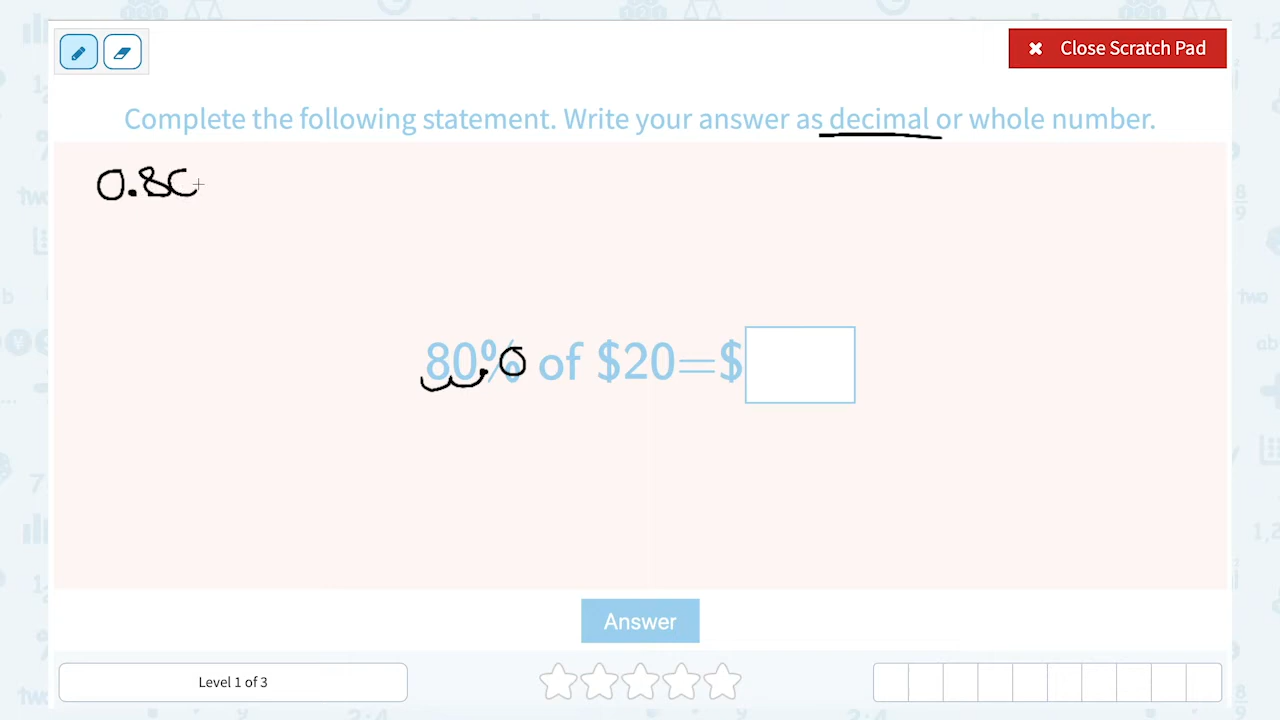 Close Scratch Pad
Complete the following statement. Write your answer as decimal or whole number.
0.80
80% .0 of $20=$
Answer
Level 1 of 3